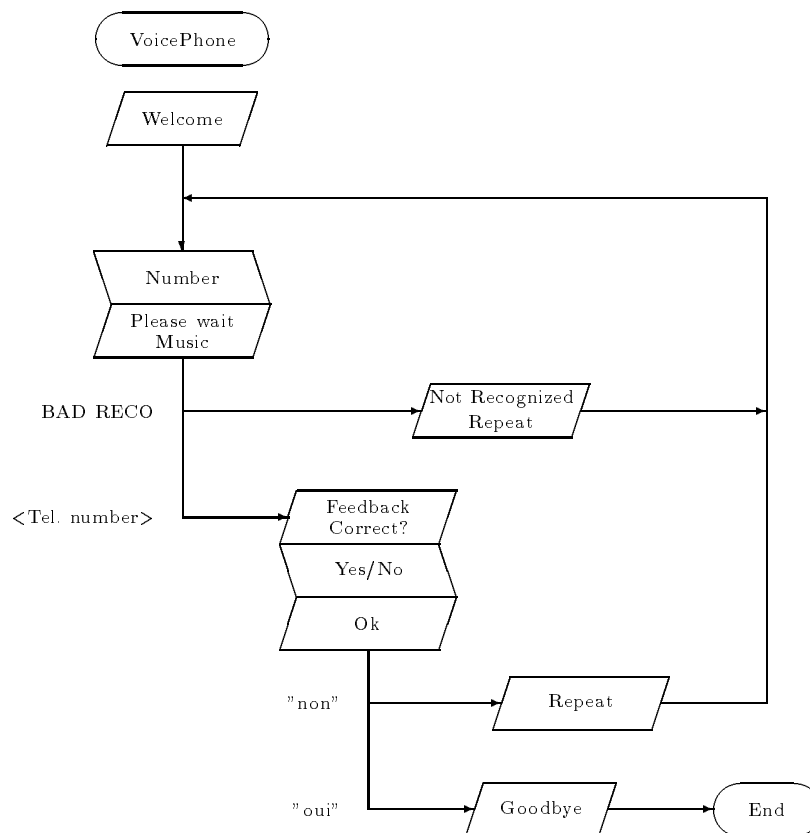 VoicePhone
Welcome
Number
Please wait
Music
BAD RECO
Not Recognized
Repeat
<Tel. number>
Feedback
Correct?
Yes/No
Ok
"non"
Repeat
"oui"
Goodbye
End